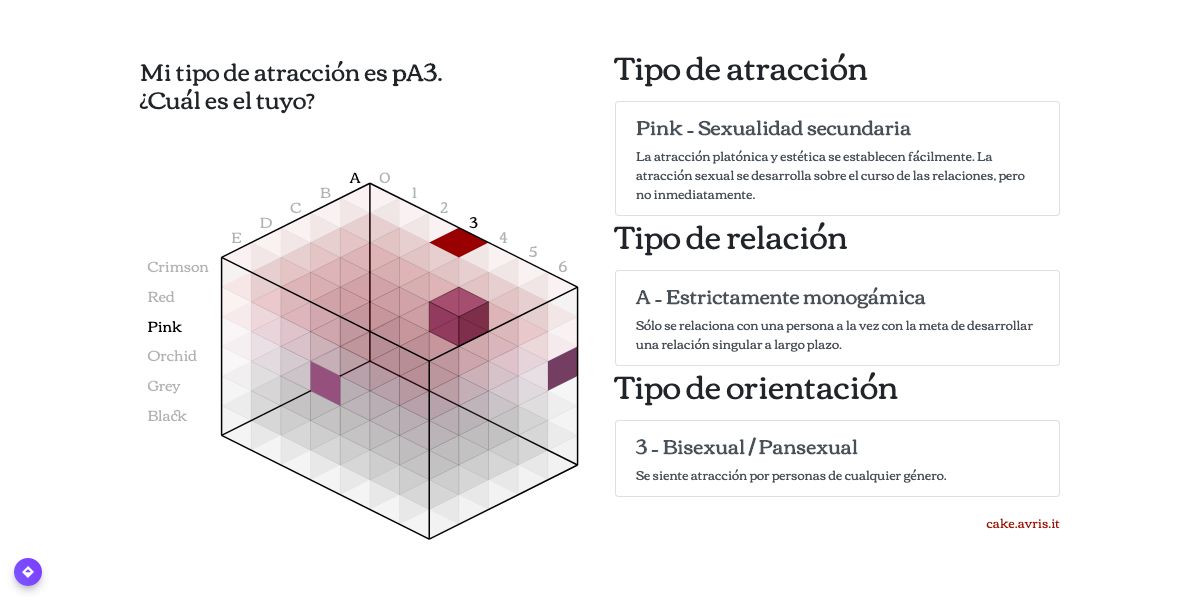 Mi tipo de atracción es pA3.
¿Cuál es el tuyo?
A
B
C
D
E
0
1
2
3
4
5
6
Crimson
Red
Pink
Orchid
Grey
Black
Tipo de atracción
Pink - Sexualidad secundaria
La atracción platónica y estética se establecen fácilmente. La
atracción sexual se desarrolla sobre el curso de las relaciones, pero
no inmediatamente.
Tipo de relación
A - Estrictamente monogámica
Sólo se relaciona con una persona a la vez con la meta de desarrollar
una relación singular a largo plazo.
Tipo de orientación
3 - Bisexual / Pansexual
Se siente atracción por personas de cualquier género.
cake.avris.it